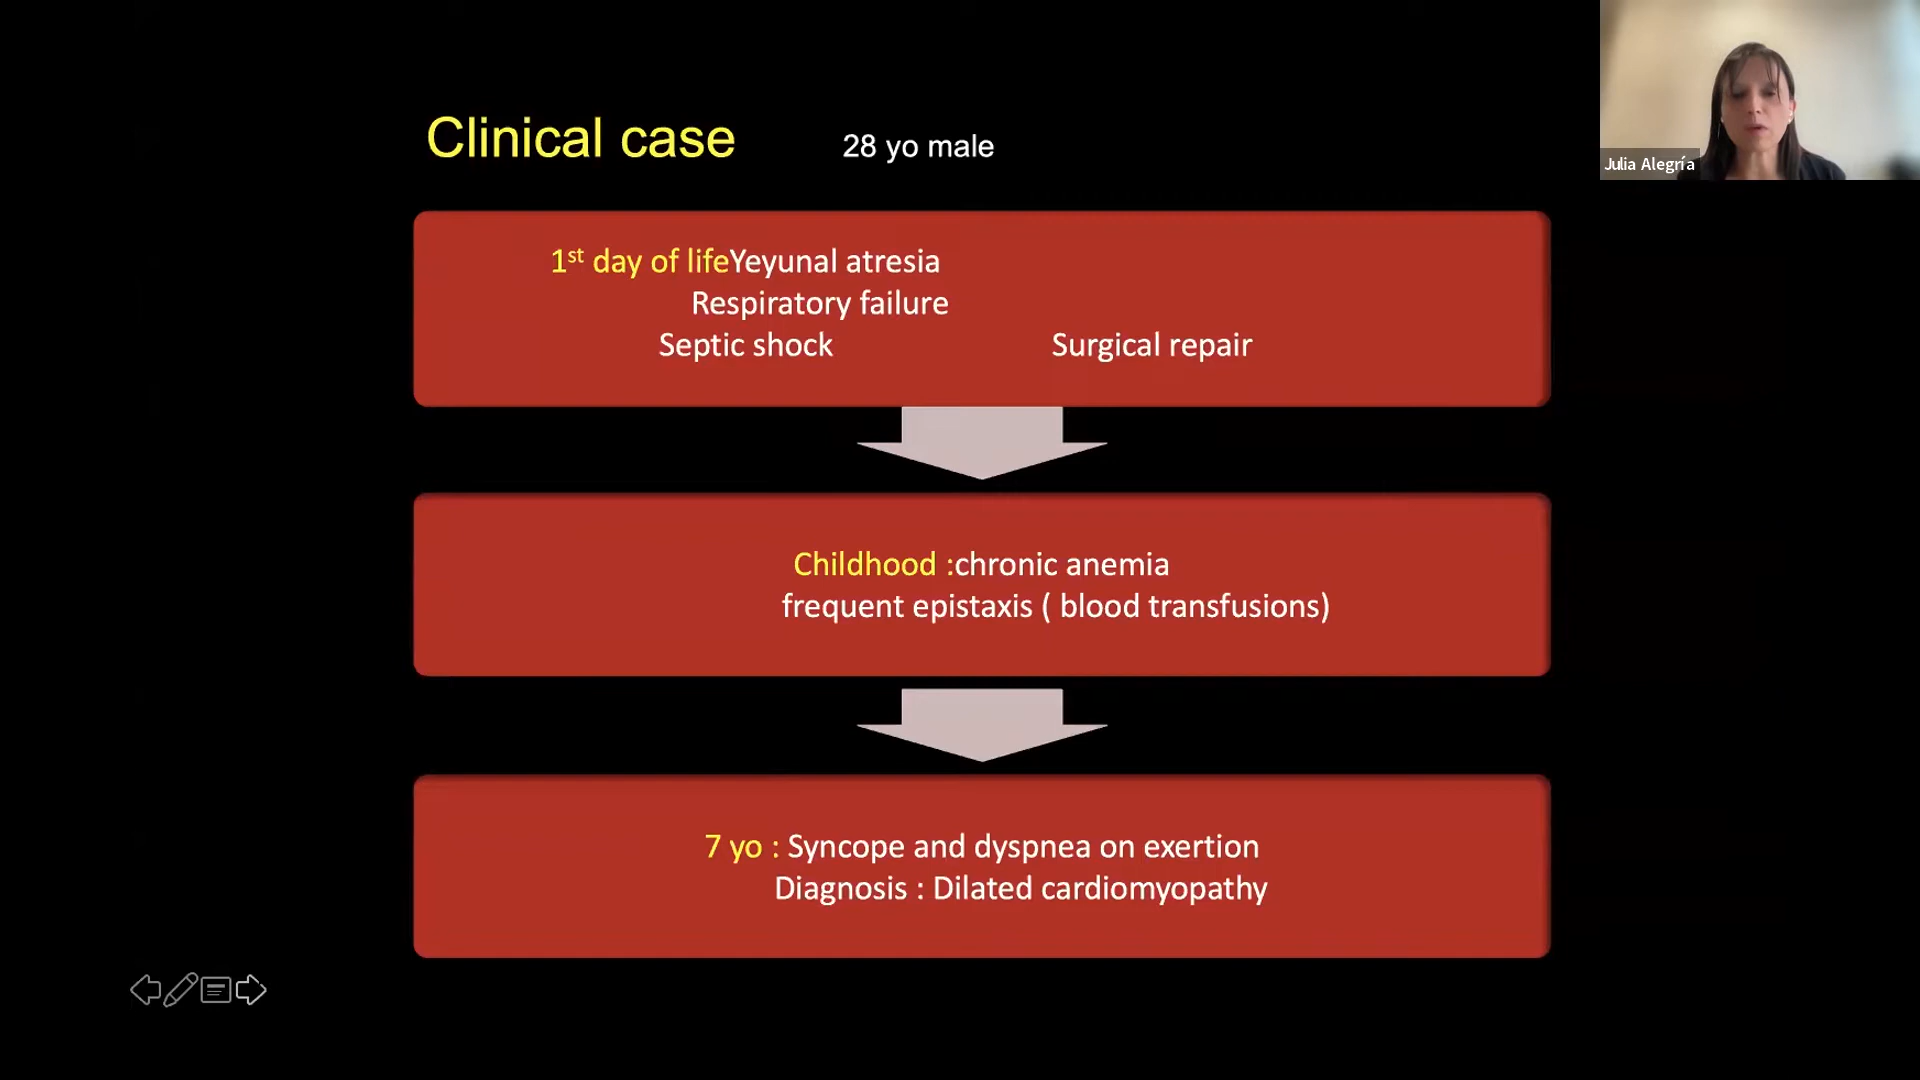 Clinical case 28 yo male
Julia Alegría
1st day of lifeYeyunal atresia
Respiratory failure
Septic shock Surgical repair
Childhood :chronic anemia
frequent epistaxis ( blood transfusions)
7 yo : Syncope and dyspnea on exertion
Diagnosis : Dilated cardiomyopathy